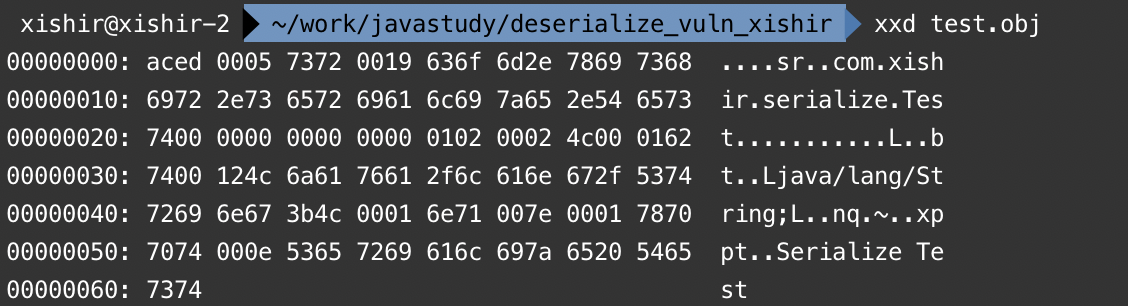 xishir@xishir-2 ~/work/javastudy/deserialize_vuln_xishir xxd test.obj
00000000: aced 0005 7372 0019 636f 6d2e 7869 7368 ....sr..com.xish
00000010: 6972 2e73 6572 6961 6c69 7a65 2e54 6573 ir.serialize.Tes
00000020: 7400 0000 0000 0000 0102 0002 4c00 0162 t...........L..b
00000030: 7400 124c 6a61 7661 2f6c 616e 672f 5374 t..Ljava/lang/St
00000040: 7269 6e67 3b4c 0001 6e71 007e 0001 7870 ring;L..nq.~..xp
00000050: 7074 000e 5365 7269 616c 697a 6520 5465 pt..Serialize Te
00000060: 7374 st